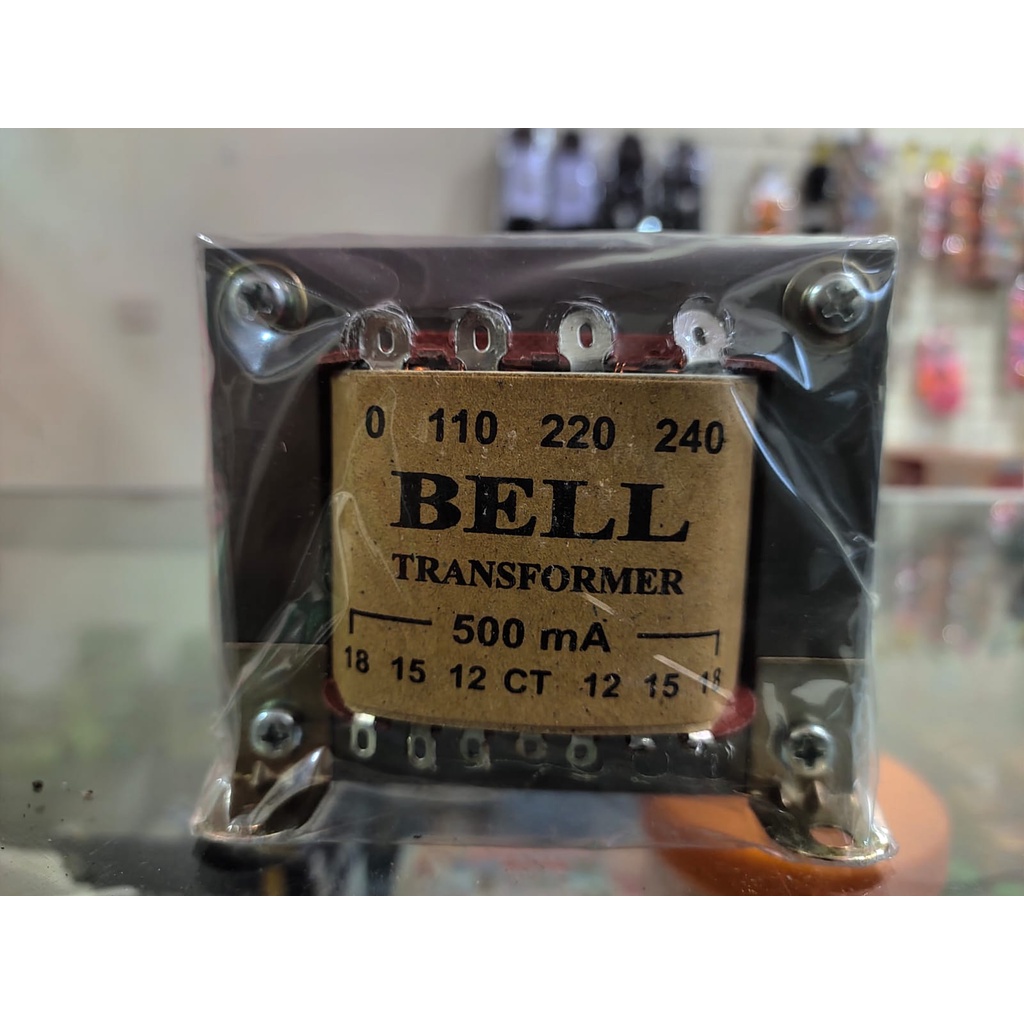 0 110 220 240
BELL
TRANSFORMER
500 mA
18 15 12 CT 12 15 18